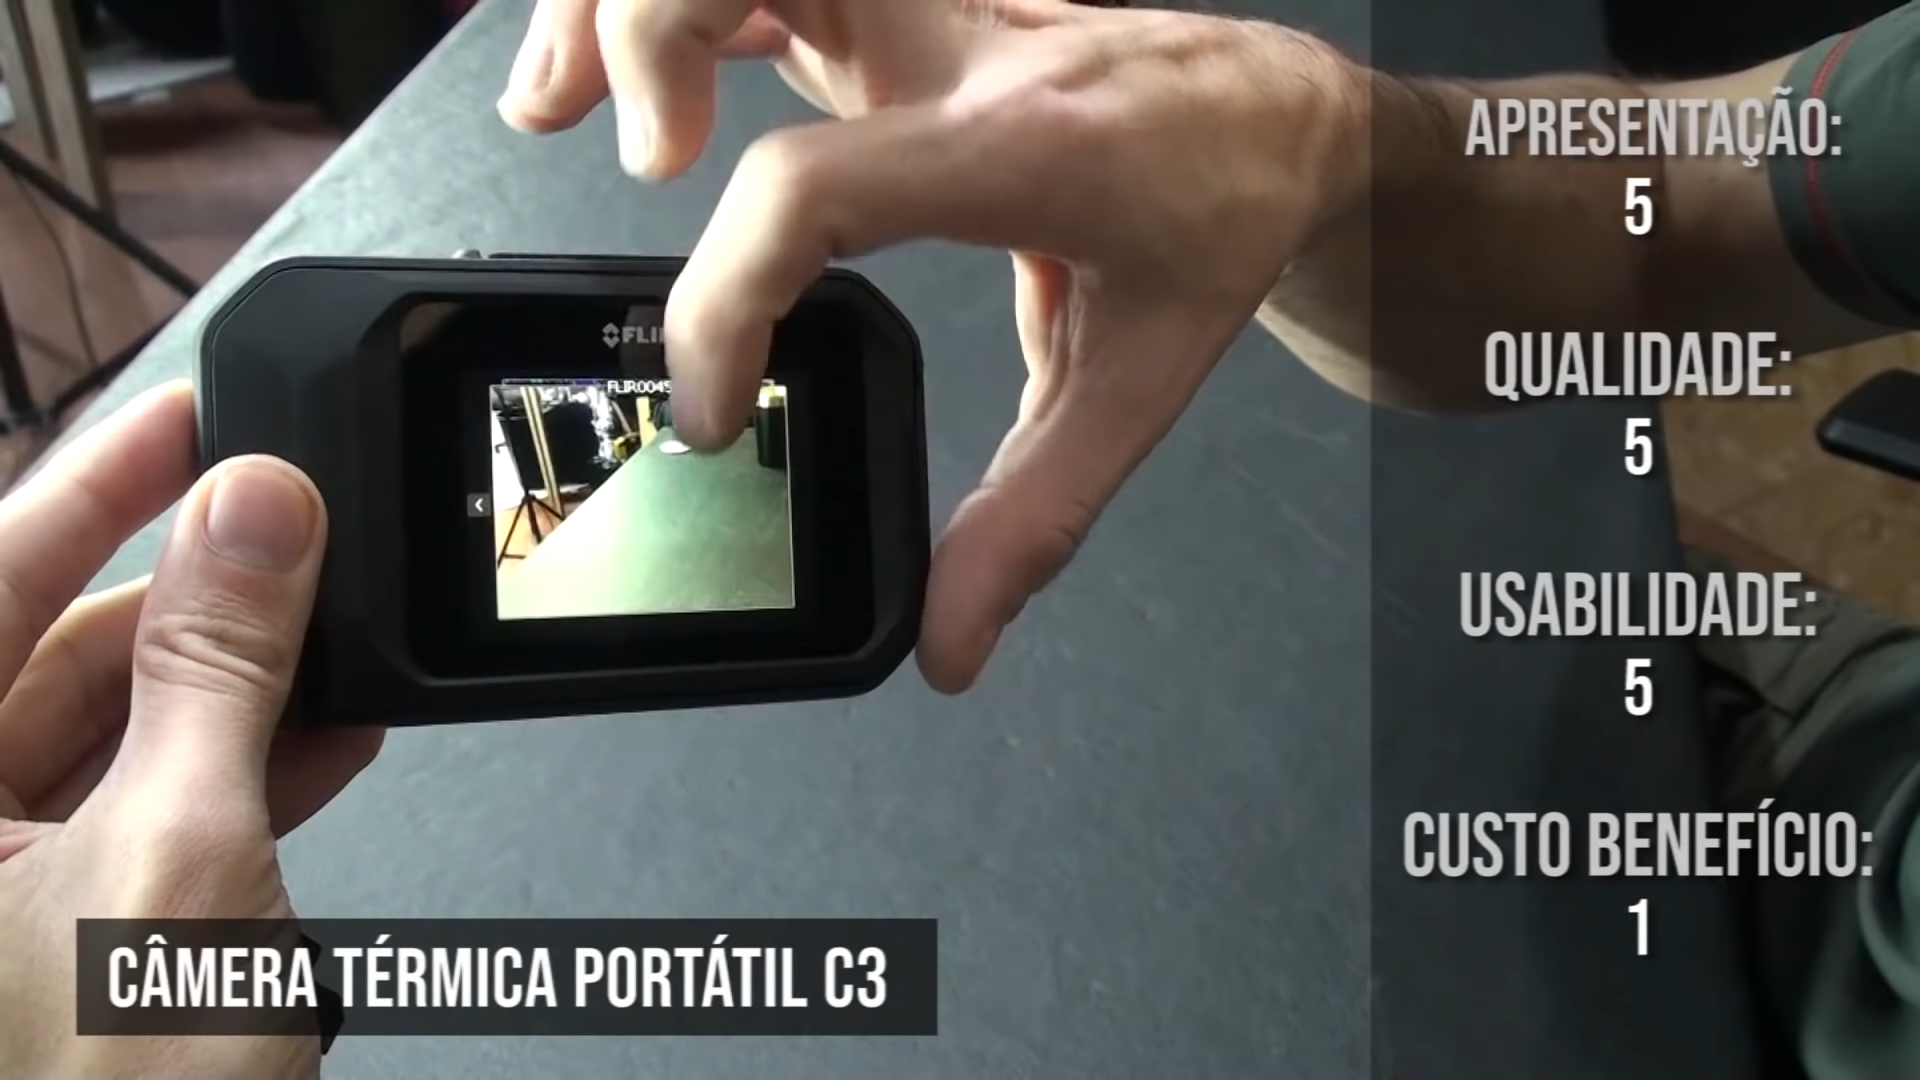 APRESENTAÇÃO:
5
QUALIDADE:
5
USABILIDADE:
5
CUSTO BENEFÍCIO:
1
CÂMERA TÉRMICA PORTÁTIL C3